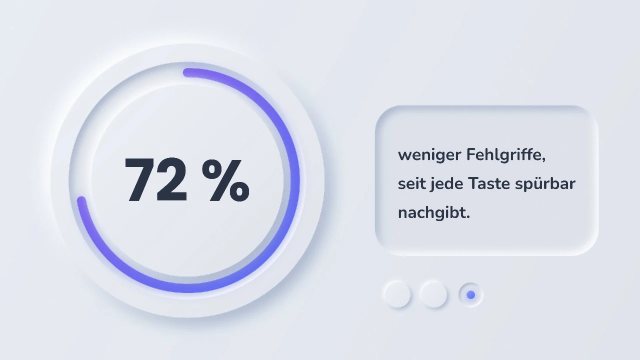 72 %
weniger Fehlgriffe,
seit jede Taste spürbar
nachgibt.